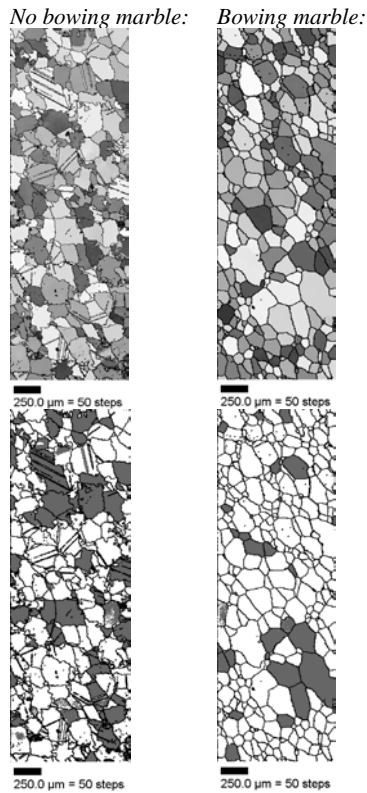 No bowing marble:
Bowing marble:
250.0 µm = 50 steps
250.0 µm = 50 steps
250.0 µm = 50 steps
250.0 µm = 50 steps